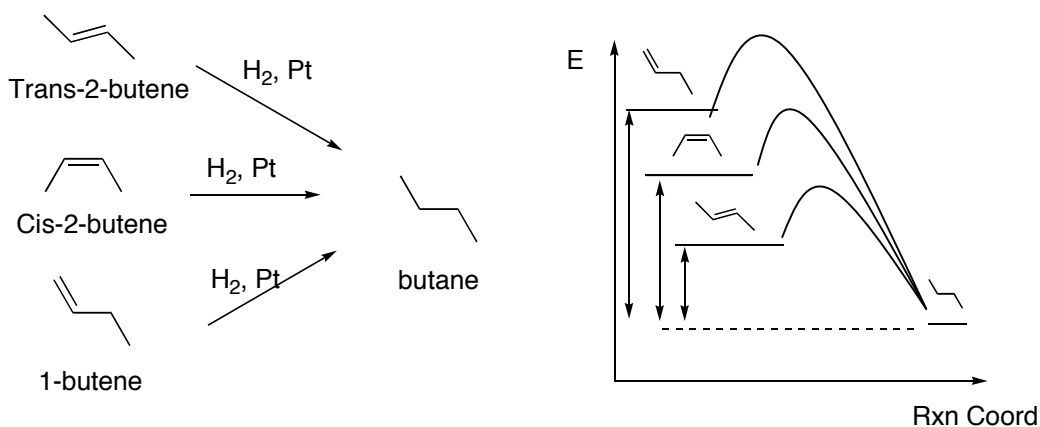 Trans-2-butene
H₂, Pt
H₂, Pt
Cis-2-butene
H₂, Pt
1-butene
butane
E
Rxn Coord